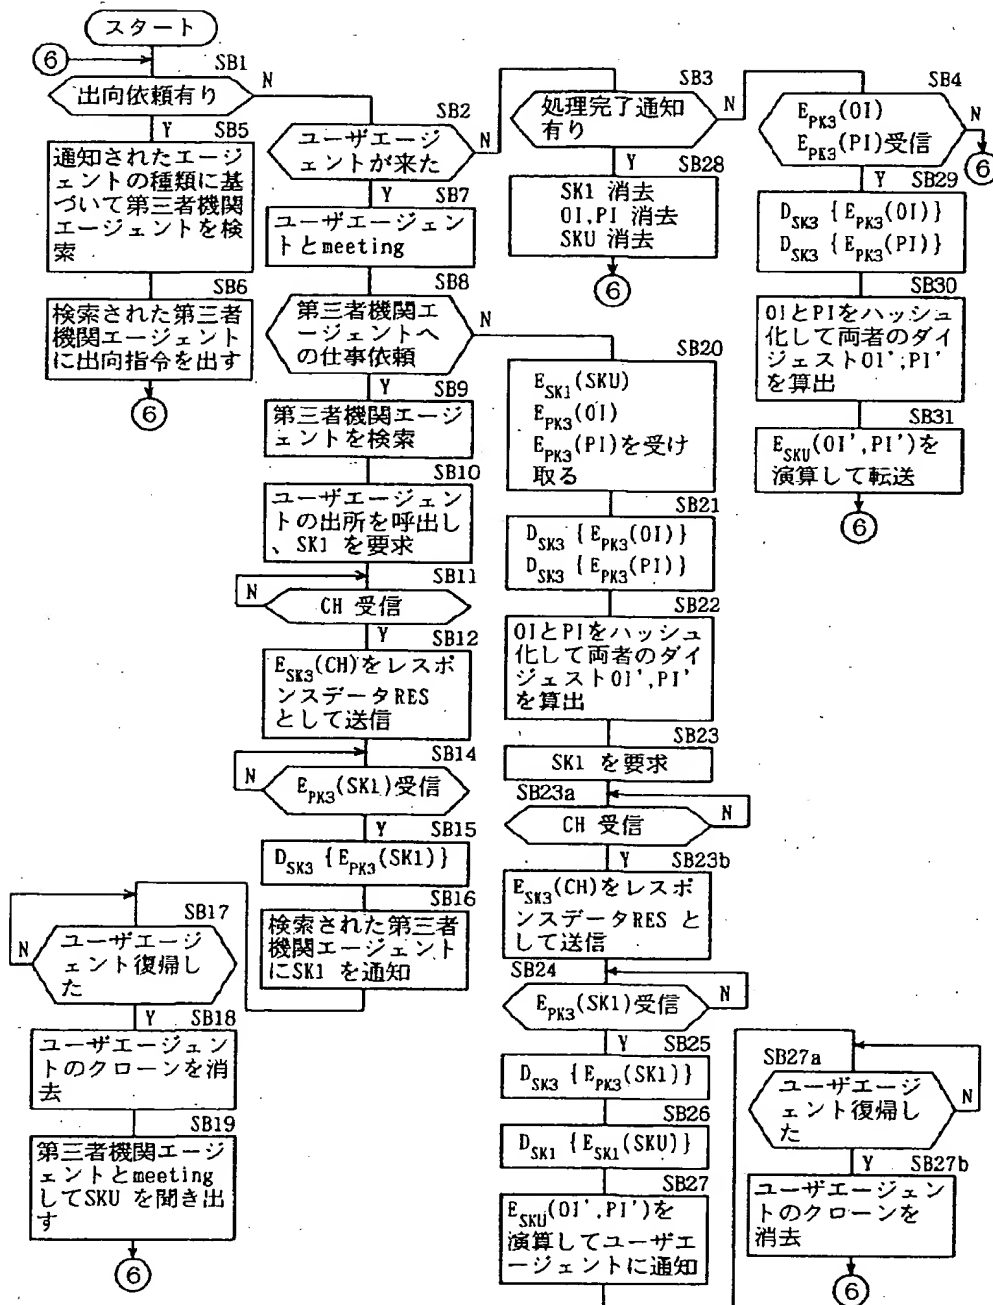 スタート
⑥
SB1
出向依頼有り
N
Y
SB5
通知されたエージ
ェントの種類に基
づいて第三者機関
エージェントを検
索
SB6
検索された第三者
機関エージェント
に出向指令を出す
⑥
SB2
ユーザエージ
ェントが来た
N
Y
SB7
ユーザエージェン
トとmeeting
SB8
第三者機関エ
ージェントへ
の仕事依頼
N
Y
SB9
第三者機関エージ
ェントを検索
SB10
ユーザエージェン
トの出所を呼出し
、SK1 を要求
SB11
N
CH 受信
Y
SB12
E_SK3(CH)をレスポ
ンスデータRES
として送信
SB14
N
E_PK3(SK1)受信
Y
SB15
D_SK3 {E_PK3(SK1)}
SB16
検索された第三者
機関エージェント
にSK1 を通知
SB17
N
ユーザエージ
ェント復帰し
た
Y
SB18
ユーザエージェン
トのクローンを消
去
SB19
第三者機関エージ
ェントとmeeting
してSKU を聞き出
す
⑥
SB3
処理完了通知
有り
N
Y
SB28
SK1 消去
OI,PI 消去
SKU 消去
⑥
SB20
E_SK1(SKU)
E_PK3(OI)
E_PK3(PI)を受け
取る
SB21
D_SK3 {E_PK3(OI)}
D_SK3 {E_PK3(PI)}
SB22
OIとPIをハッシュ
化して両者のダイ
ジェストOI',PI'
を算出
SB23
SK1 を要求
SB23a
N
CH 受信
Y
SB23b
E_SK3(CH)をレスポ
ンスデータRES と
して送信
SB24
N
E_PK3(SK1)受信
Y
SB25
D_SK3 {E_PK3(SK1)}
SB26
D_SK1 {E_SK1(SKU)}
SB27
E_SKU(OI',PI')を
演算してユーザエ
ージェントに通知
SB4
E_PK3(OI)
E_PK3(PI)受信
N
⑥
Y
SB29
D_SK3 {E_PK3(OI)}
D_SK3 {E_PK3(PI)}
SB30
OIとPIをハッシュ
化して両者のダイ
ジェストOI',PI'
を算出
SB31
E_SKU(OI',PI')を
演算して転送
⑥
SB27a
ユーザエージ
ェント復帰し
た
N
Y
SB27b
ユーザエージェン
トのクローンを
消去
⑥